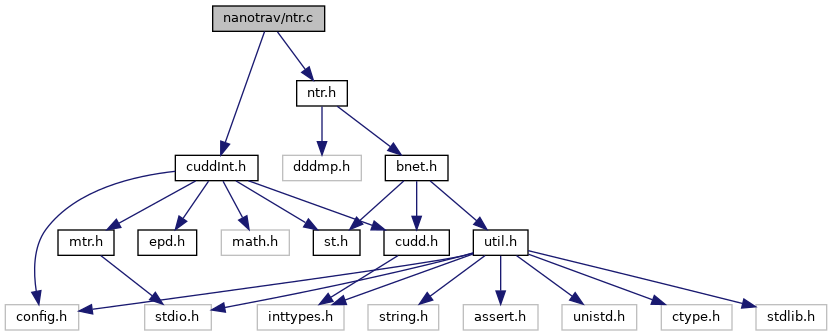 nanotrav/ntr.c
ntr.h
cuddInt.h
dddmp.h
bnet.h
mtr.h
epd.h
math.h
st.h
cudd.h
util.h
config.h
stdio.h
inttypes.h
string.h
assert.h
unistd.h
ctype.h
stdlib.h